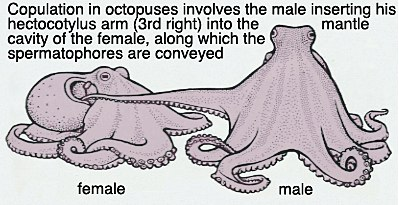 Copulation in octopuses involves the male inserting his
hectocotylus arm (3rd right) into the mantle
cavity of the female, along which the
spermatophores are conveyed
female male